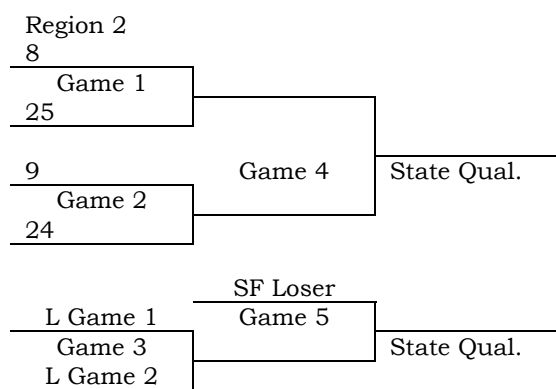 Region 2
8
Game 1
25
9
Game 4
State Qual.
Game 2
24
SF Loser
L Game 1
Game 5
Game 3
State Qual.
L Game 2